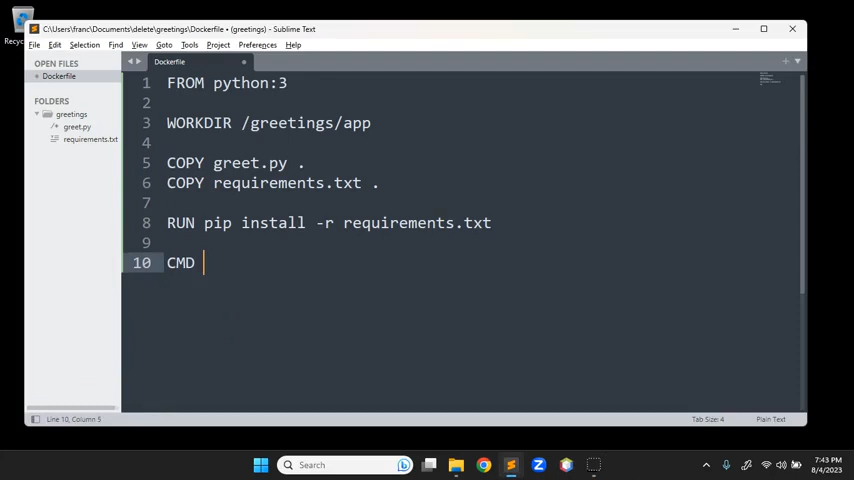 Recyc
C:\Users\franc\Documents\delete\greetings\Dockerfile • (greetings) - Sublime Text
File Edit Selection Find View Goto Tools Project Preferences Help
OPEN FILES
Dockerfile
FOLDERS
greetings
greet.py
requirements.txt
Dockerfile
1 FROM python:3
2
3 WORKDIR /greetings/app
4
5 COPY greet.py .
6 COPY requirements.txt .
7
8 RUN pip install -r requirements.txt
9
10 CMD
Line 10, Column 5
Tab Size: 4
Plain Text
Search
7:43 PM
8/4/2023